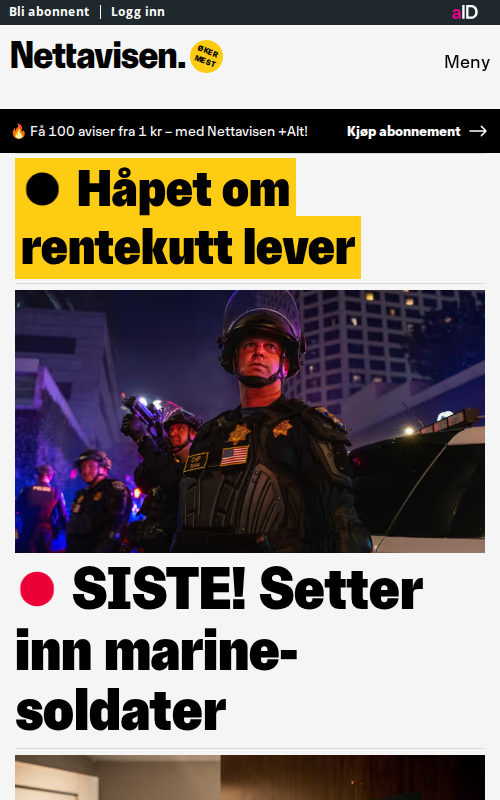 Bli abonnent | Logg inn
aID
Nettavisen.
ØKER
MEST
Meny
🔥 Få 100 aviser fra 1 kr – med Nettavisen +Alt!
Kjøp abonnement →
Håpet om
rentekutt lever
POLICE
SISTE! Setter
inn marine-
soldater